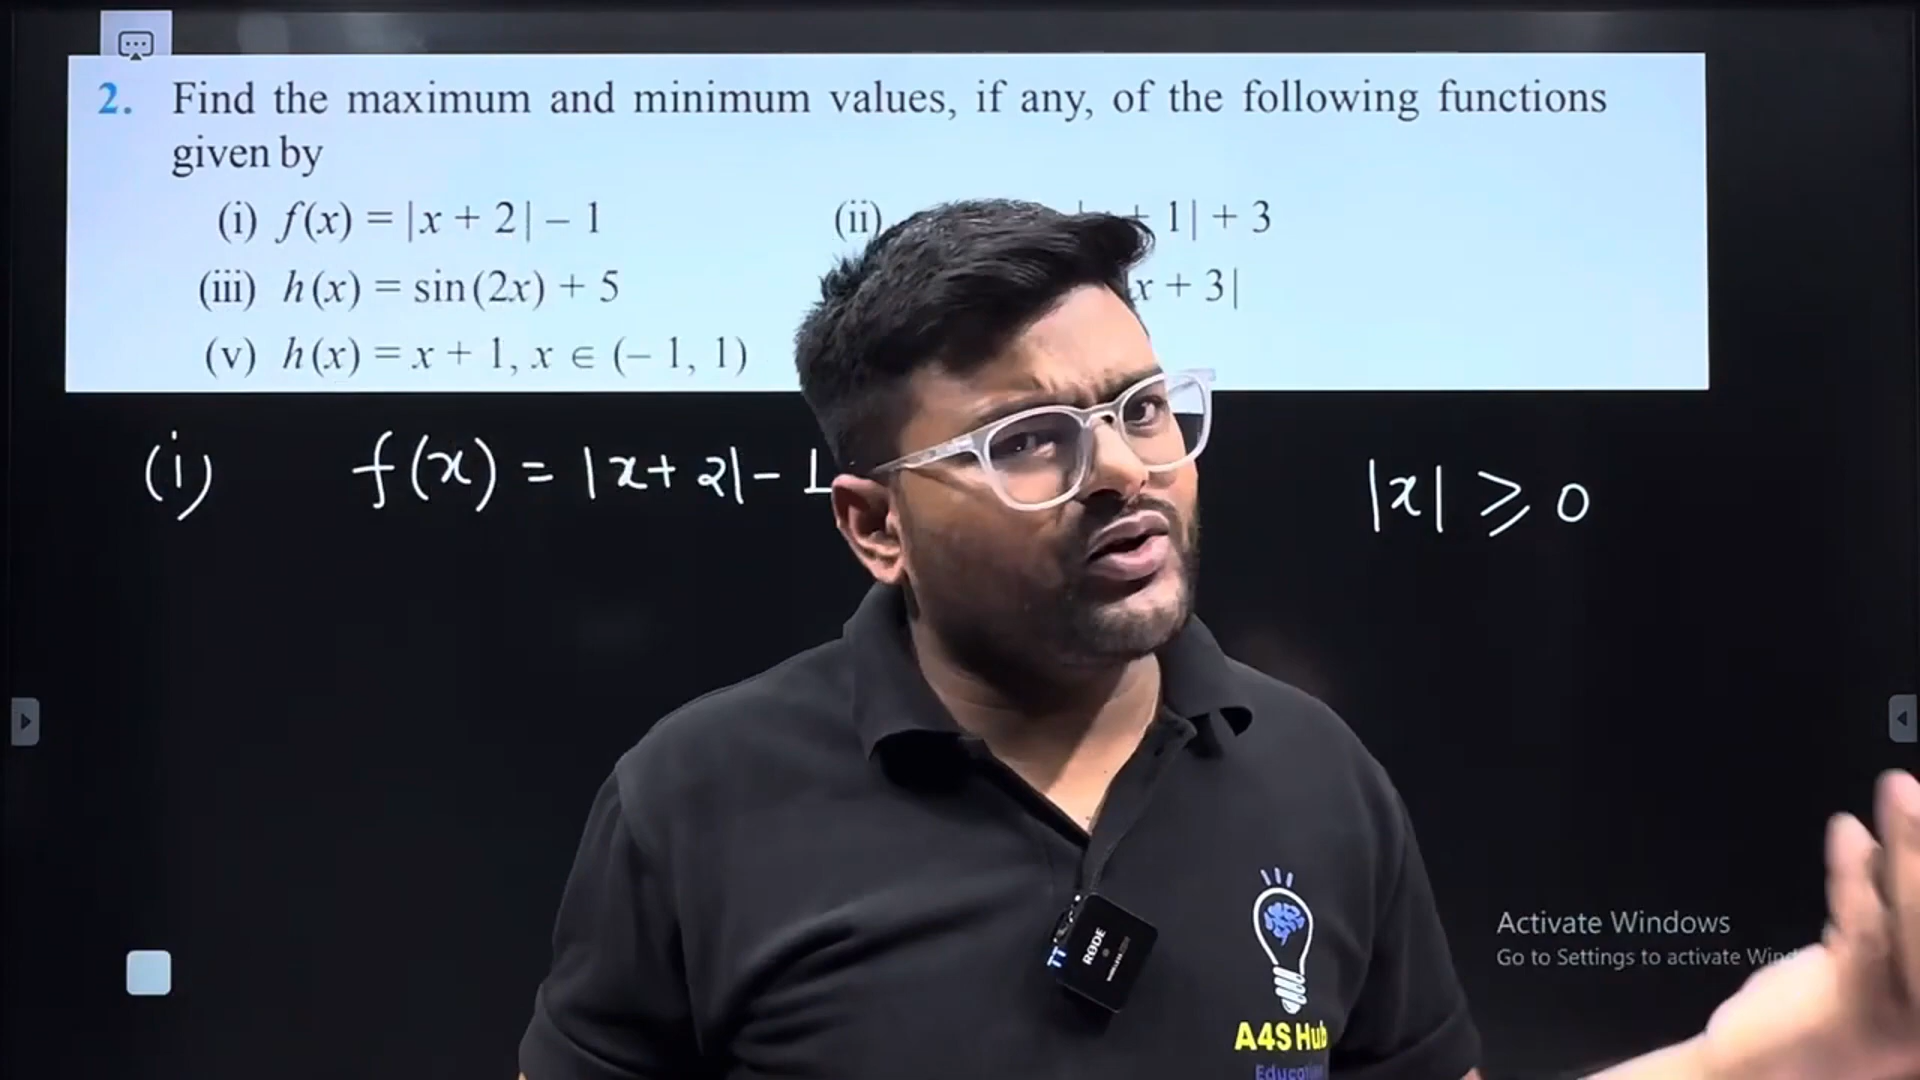 2. Find the maximum and minimum values, if any, of the following functions
given by
(i) f(x) = |x + 2| – 1 (ii) + 1| + 3
(iii) h(x) = sin(2x) + 5 x + 3|
(v) h(x) = x + 1, x ∈ (– 1, 1)
(i) f(x) = |x+2|-1 |x| ⩾ 0
Activate Windows
Go to Settings to activate
RØDE
A4S Hub